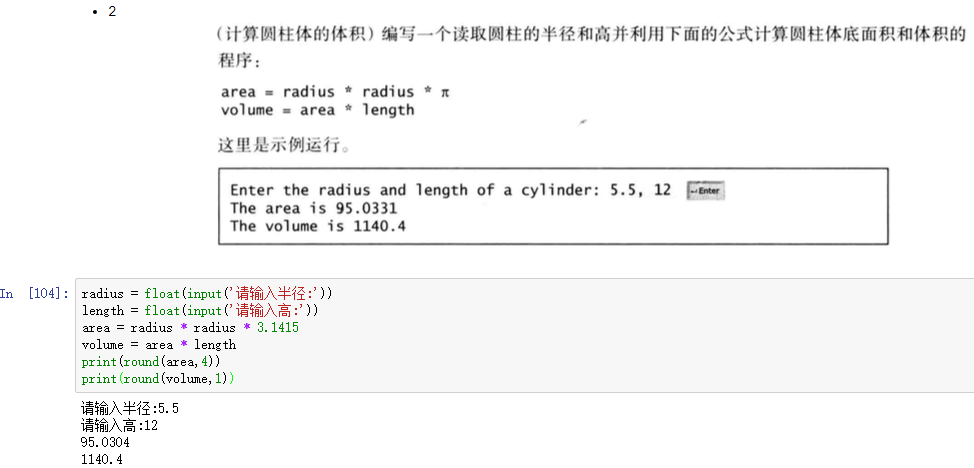 2
（计算圆柱体的体积）编写一个读取圆柱的半径和高并利用下面的公式计算圆柱体底面积和体积的
程序：
area = radius * radius * π
volume = area * length
这里是示例运行。
Enter the radius and length of a cylinder: 5.5, 12 ↵Enter
The area is 95.0331
The volume is 1140.4
In [104]: radius = float(input('请输入半径:'))
length = float(input('请输入高:'))
area = radius * radius * 3.1415
volume = area * length
print(round(area,4))
print(round(volume,1))
请输入半径:5.5
请输入高:12
95.0304
1140.4